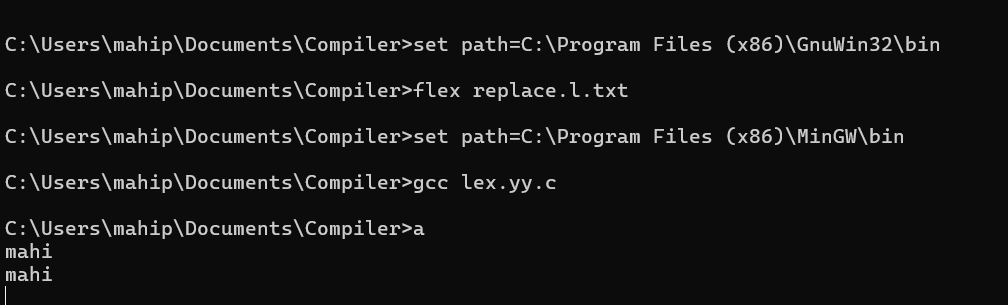 C:\Users\mahip\Documents\Compiler>set path=C:\Program Files (x86)\GnuWin32\bin
C:\Users\mahip\Documents\Compiler>flex replace.l.txt
C:\Users\mahip\Documents\Compiler>set path=C:\Program Files (x86)\MinGW\bin
C:\Users\mahip\Documents\Compiler>gcc lex.yy.c
C:\Users\mahip\Documents\Compiler>a
mahi
mahi